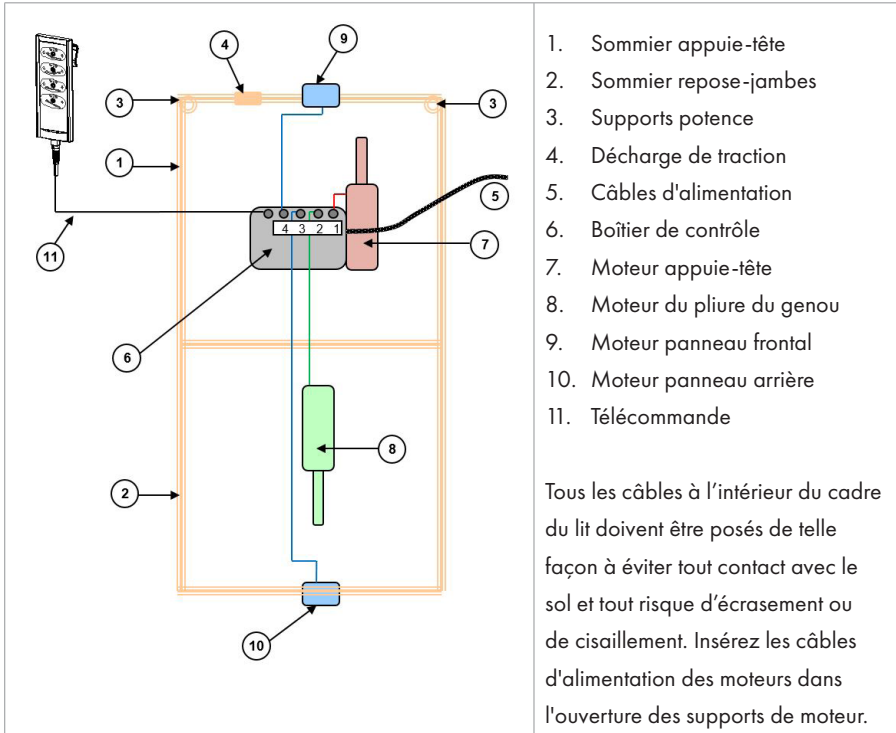 4
9
3
3
1
5
4 3 2 1
7
11
6
8
2
10
1. Sommier appuie-tête
2. Sommier repose-jambes
3. Supports potence
4. Décharge de traction
5. Câbles d'alimentation
6. Boîtier de contrôle
7. Moteur appuie-tête
8. Moteur du pliure du genou
9. Moteur panneau frontal
10. Moteur panneau arrière
11. Télécommande
Tous les câbles à l’intérieur du cadre
du lit doivent être posés de telle
façon à éviter tout contact avec le
sol et tout risque d’écrasement ou
de cisaillement. Insérez les câbles
d'alimentation des moteurs dans
l'ouverture des supports de moteur.